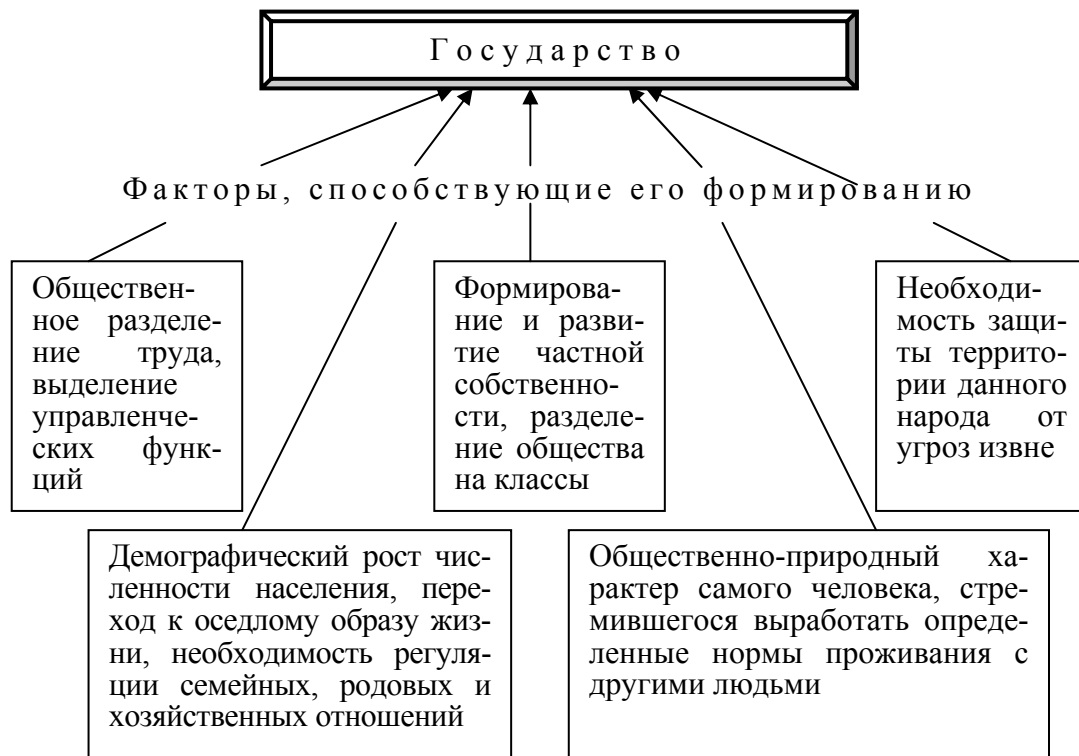 Государство
Факторы, способствующие его формированию
Общественное разделе-
ние труда,
выделение
управленче-
ских функ-
ций
Формирова-
ние и разви-
тие частной
собственно-
сти, разделе-
ние общества
на классы
Необходи-
мость защи-
ты террито-
рии данного
народа от
угроз извне
Демографический рост чис-
ленности населения, пере-
ход к оседлому образу жиз-
ни, необходимость регуля-
ции семейных, родовых и
хозяйственных отношений
Общественно-природный ха-
рактер самого человека, стре-
мившегося выработать опреде-
ленные нормы проживания с
другими людьми